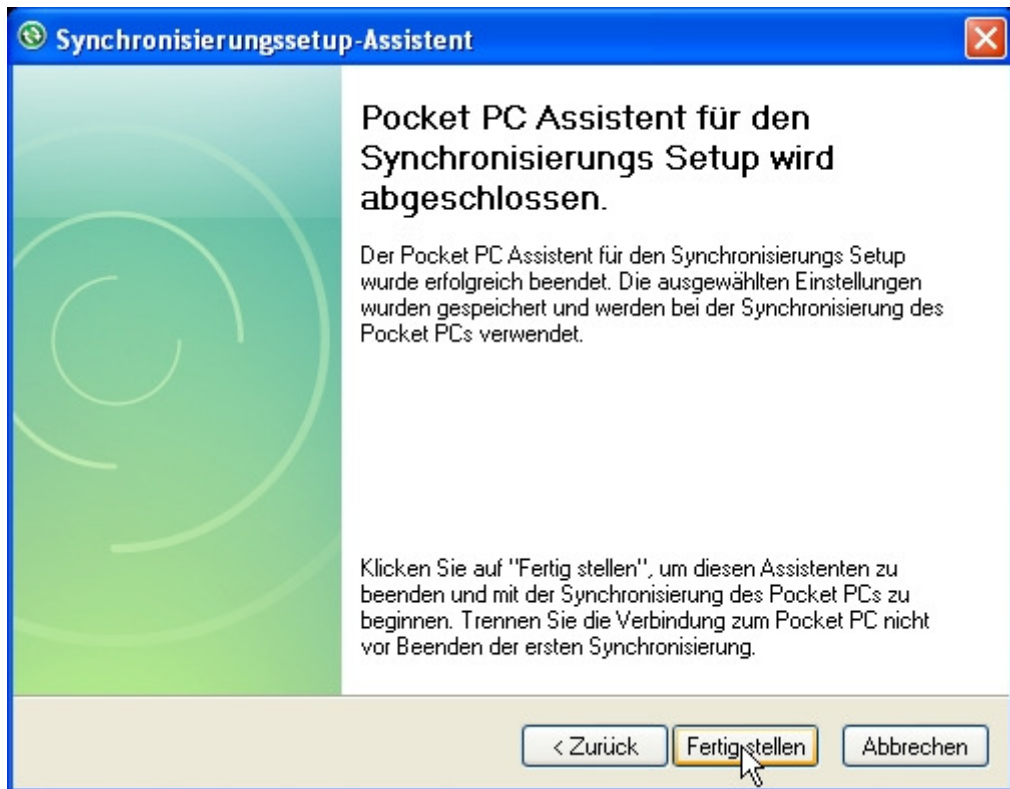 Synchronisierungssetup-Assistent
Pocket PC Assistent für den
Synchronisierungs Setup wird
abgeschlossen.
Der Pocket PC Assistent für den Synchronisierungs Setup
wurde erfolgreich beendet. Die ausgewählten Einstellungen
wurden gespeichert und werden bei der Synchronisierung des
Pocket PCs verwendet.
Klicken Sie auf "Fertig stellen", um diesen Assistenten zu
beenden und mit der Synchronisierung des Pocket PCs zu
beginnen. Trennen Sie die Verbindung zum Pocket PC nicht
vor Beenden der ersten Synchronisierung.
< Zurück Fertig stellen Abbrechen